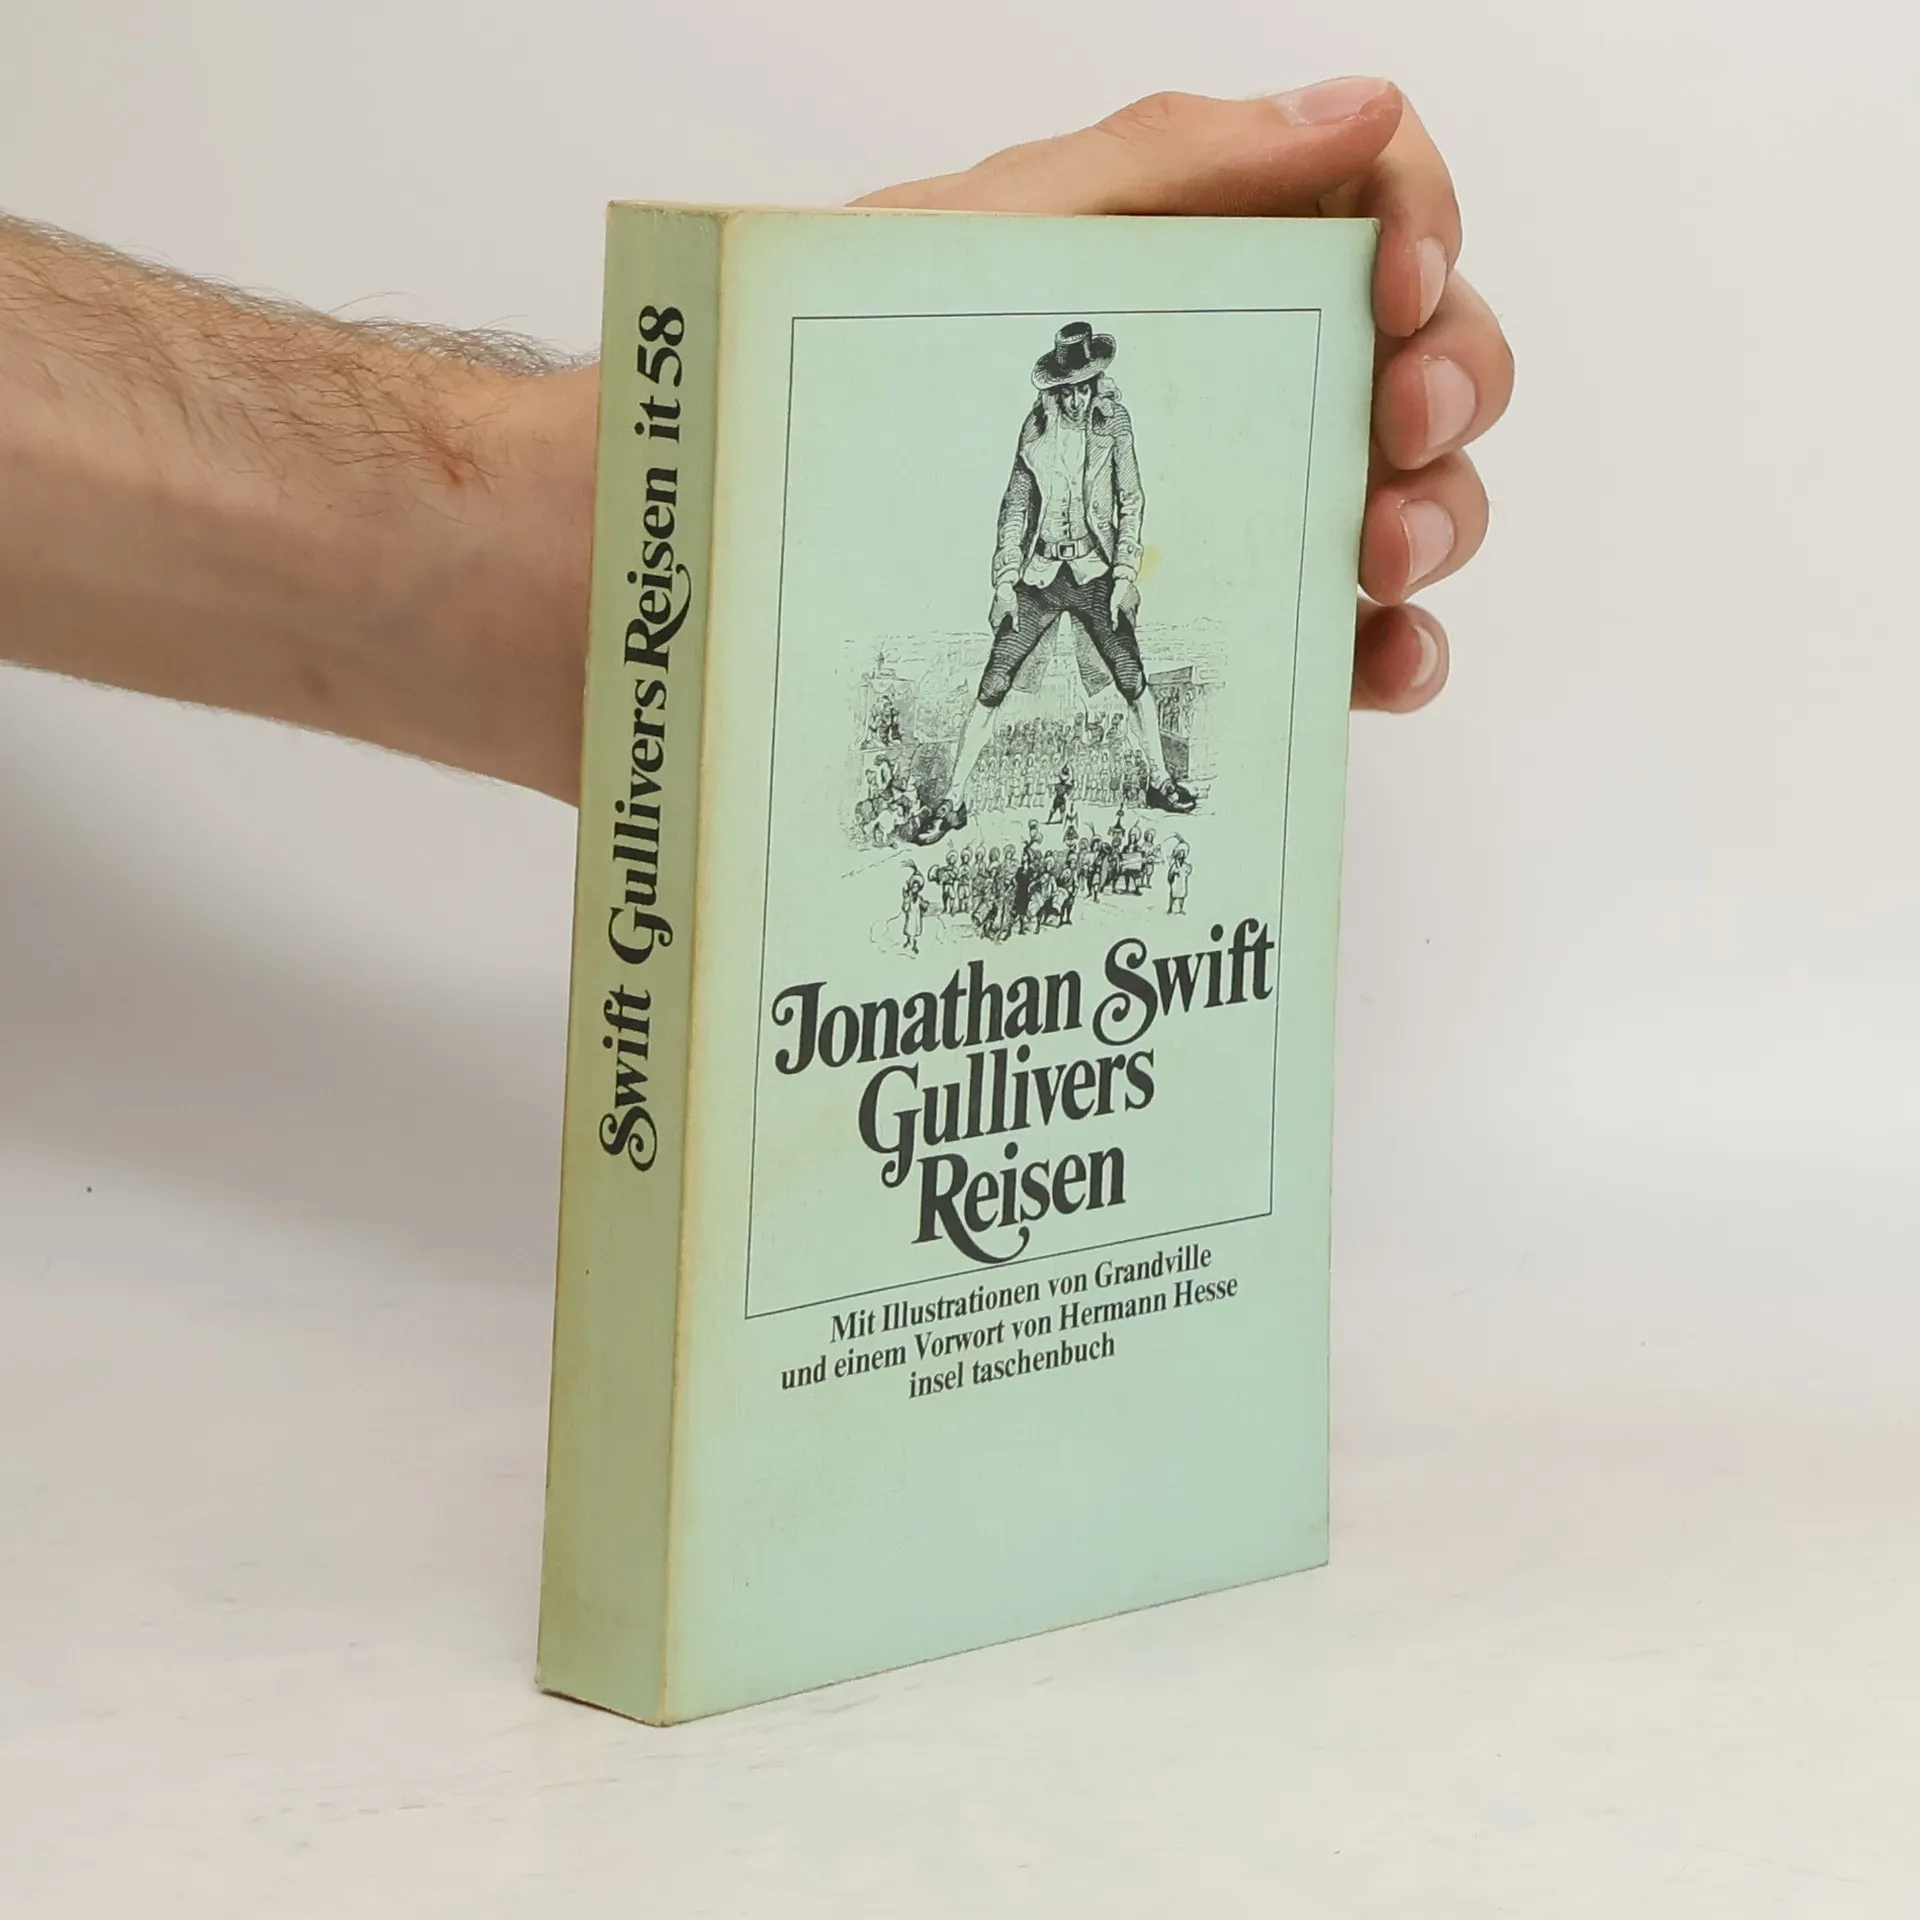 Swift Gullivers Reisen it 58
Jonathan Swift
Gullivers
Reisen
Mit Illustrationen von Grandville
und einem Vorwort von Hermann Hesse
insel taschenbuch